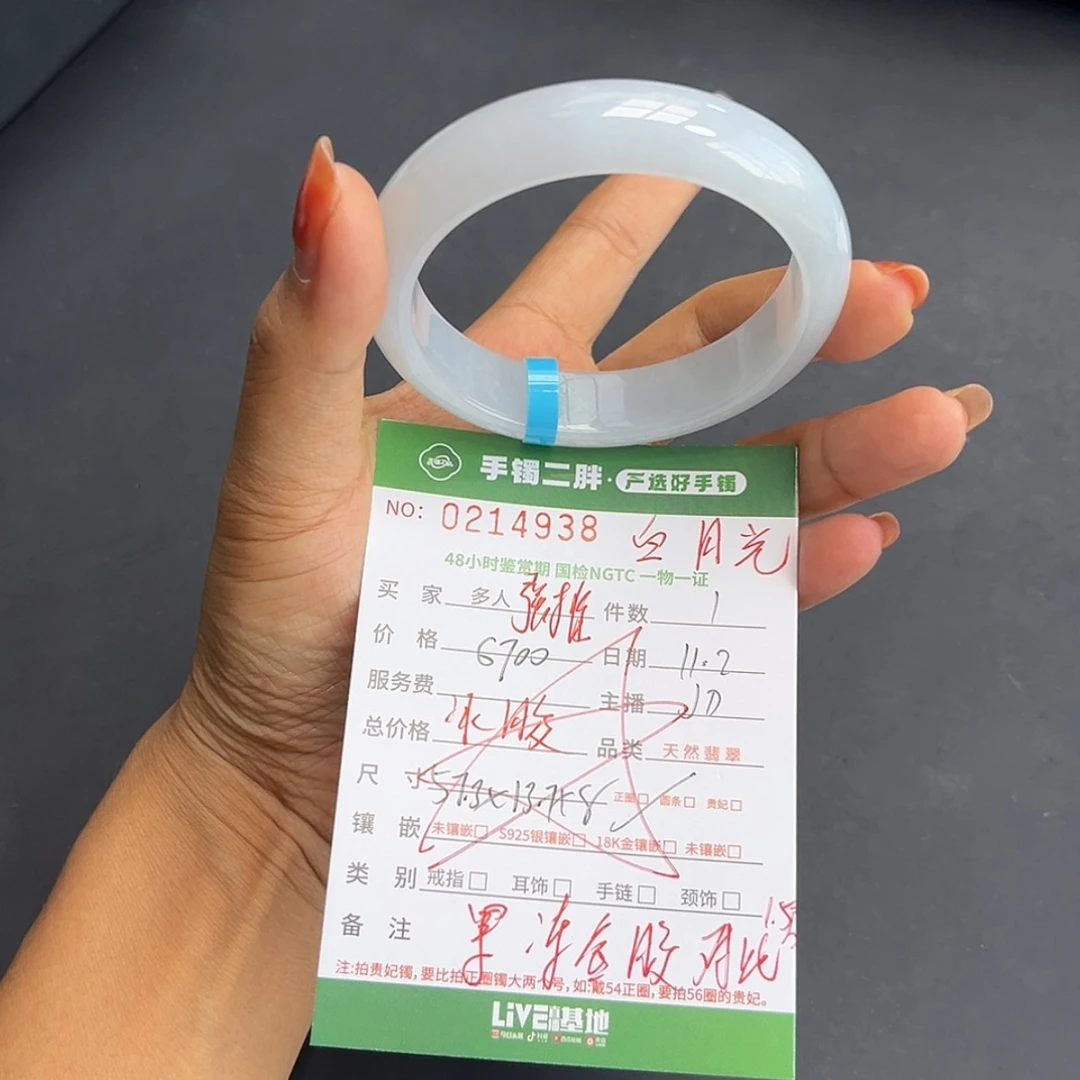 手镯二胖·严选好手镯
NO: 0214938 白月光
48小时鉴赏期 国检NGTC 一物一证
买家 多人 件数 1
价格 6700 日期 11.2
服务费 主播 JD
总价格 冰胶 品类 天然翡翠
尺寸 57.3x13.7x8 正圈□ 圆条□ 贵妃□
镶嵌 未镶嵌□ S925银镶嵌□ 18K金镶嵌□ 未镶嵌□
类别 戒指□ 耳饰□ 手链□ 颈饰□
备注 果冻 胶
注:拍贵妃镯,要比拍正圈镯大两个号,如:戴54正圈,要拍56圈的贵妃。
LiVE 基地